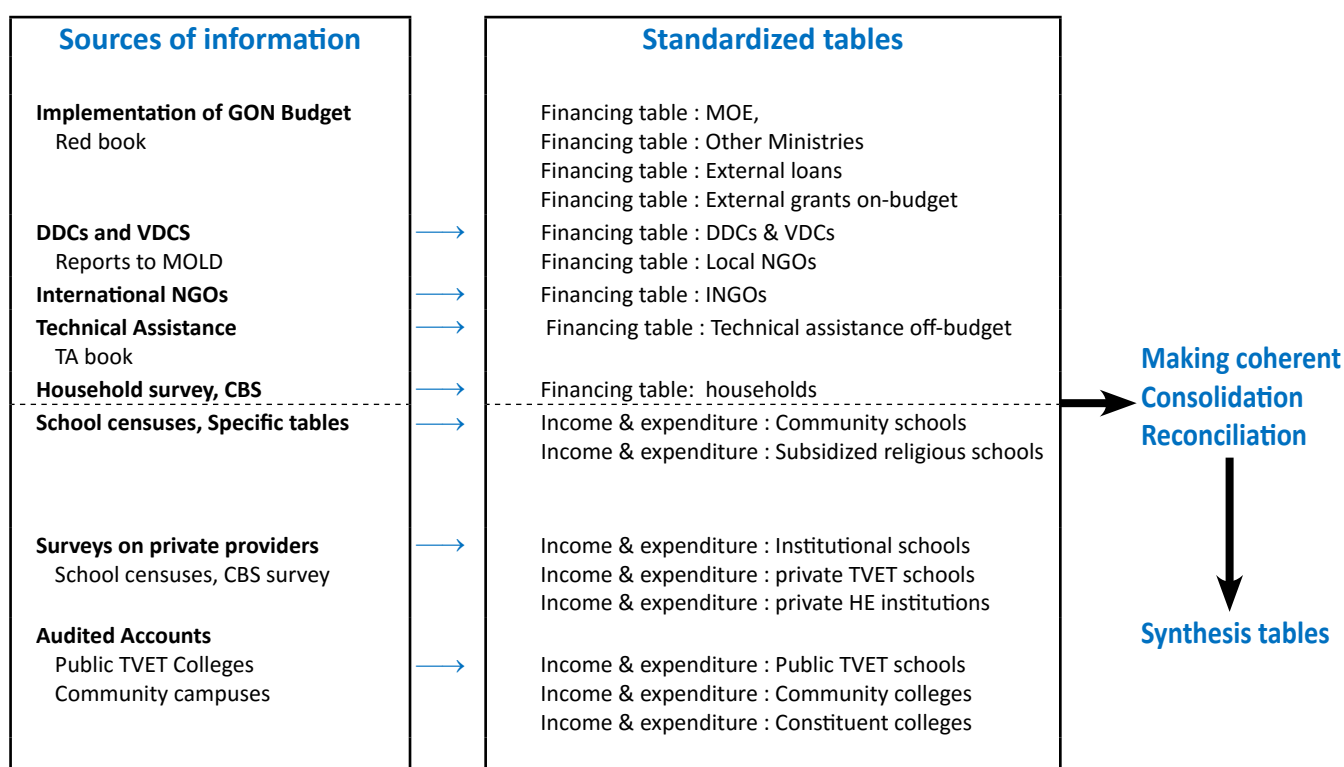 Sources of information
Implementation of GON Budget
Red book
DDCs and VDCS
Reports to MOLD
International NGOs
Technical Assistance
TA book
Household survey, CBS
School censuses, Specific tables
Surveys on private providers
School censuses, CBS survey
Audited Accounts
Public TVET Colleges
Community campuses
Standardized tables
Financing table : MOE,
Financing table : Other Ministries
Financing table : External loans
Financing table : External grants on-budget
Financing table : DDCs & VDCs
Financing table : Local NGOs
Financing table : INGOs
Financing table : Technical assistance off-budget
Financing table: households
Income & expenditure : Community schools
Income & expenditure : Subsidized religious schools
Income & expenditure : Institutional schools
Income & expenditure : private TVET schools
Income & expenditure : private HE institutions
Income & expenditure : Public TVET schools
Income & expenditure : Community colleges
Income & expenditure : Constituent colleges
Making coherent
Consolidation
Reconciliation
Synthesis tables